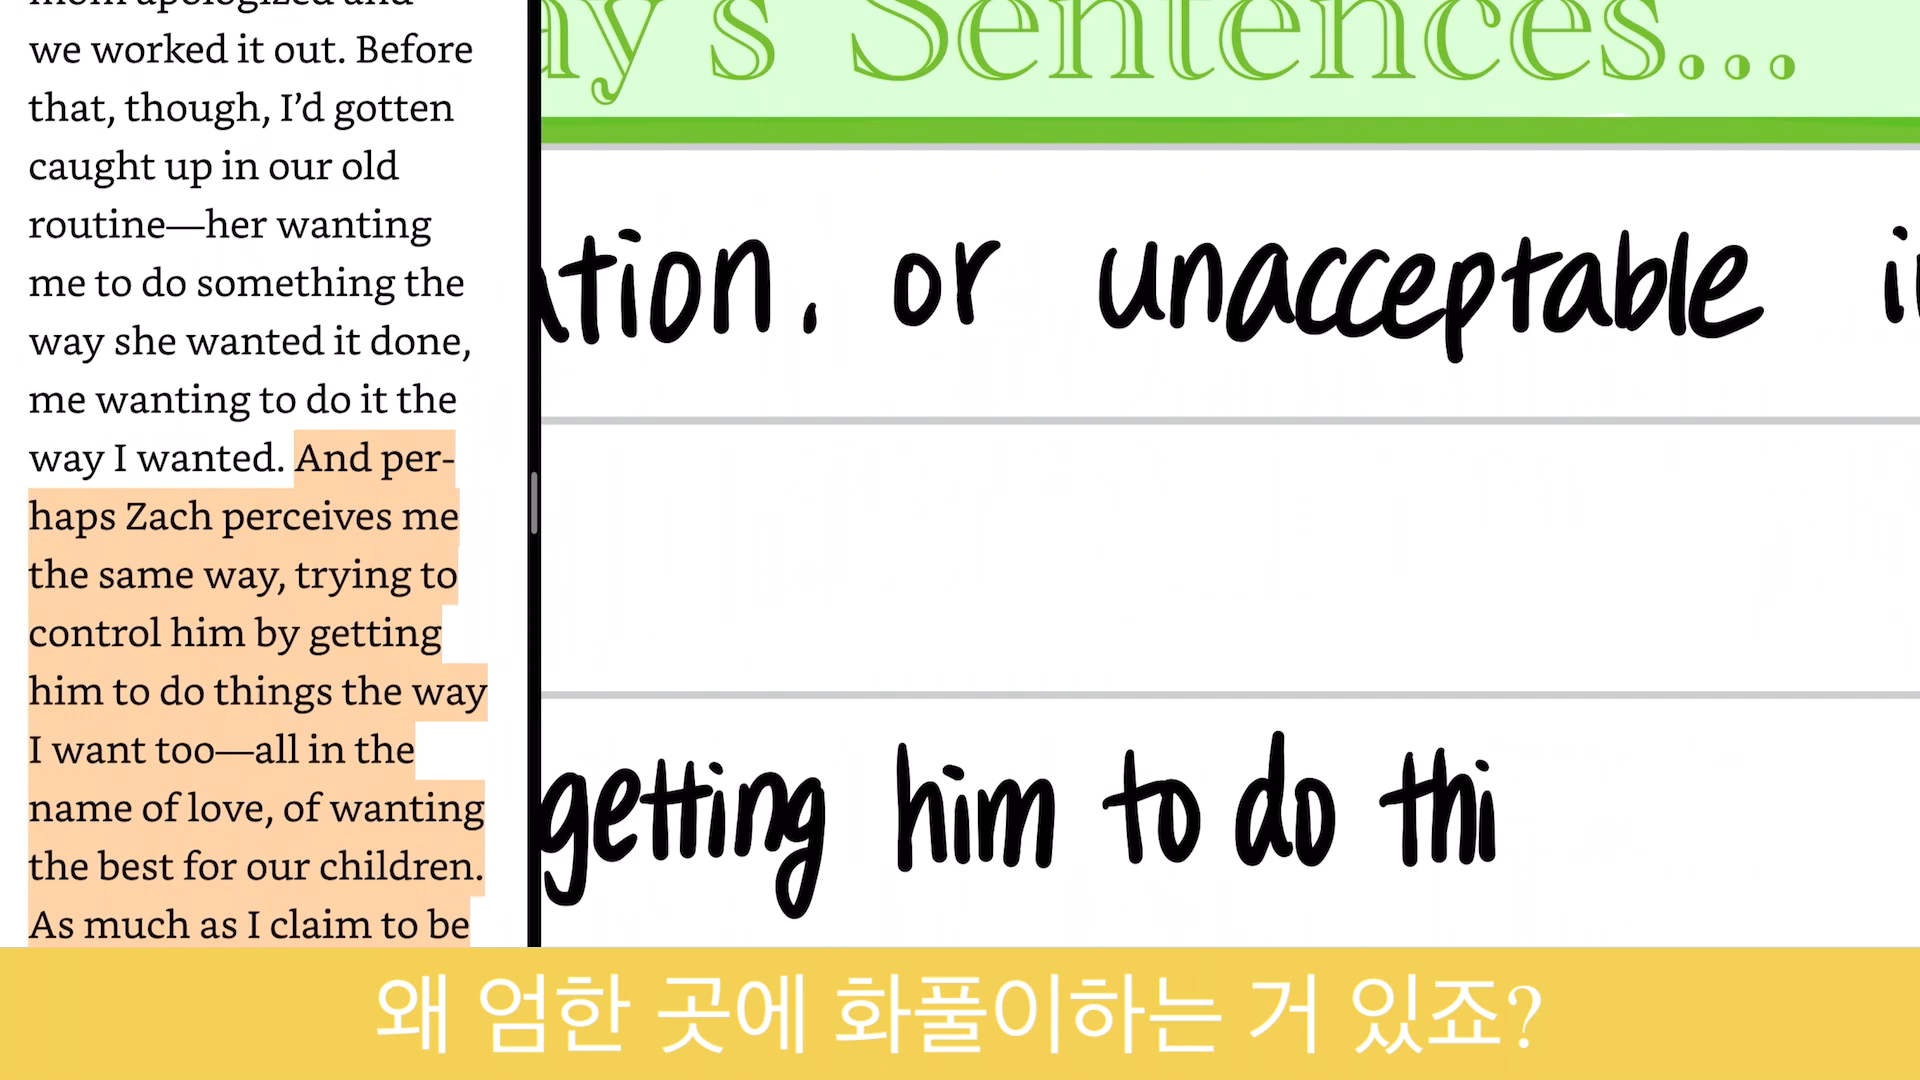 mom apologized and
we worked it out. Before
that, though, I’d gotten
caught up in our old
routine—her wanting
me to do something the
way she wanted it done,
me wanting to do it the
way I wanted. And per-
haps Zach perceives me
the same way, trying to
control him by getting
him to do things the way
I want too—all in the
name of love, of wanting
the best for our children.
As much as I claim to be
ay's Sentences...
ation, or unacceptable
getting him to do thi
왜 엄한 곳에 화풀이하는 거 있죠?